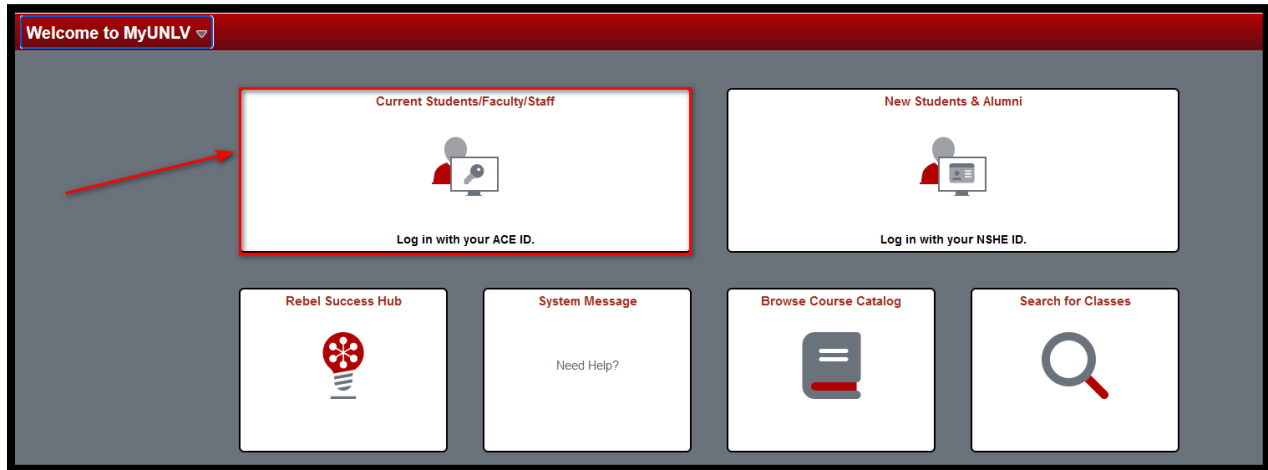 Welcome to MyUNLV
Current Students/Faculty/Staff
Log in with your ACE ID.
New Students & Alumni
Log in with your NSHE ID.
Rebel Success Hub
System Message
Need Help?
Browse Course Catalog
Search for Classes